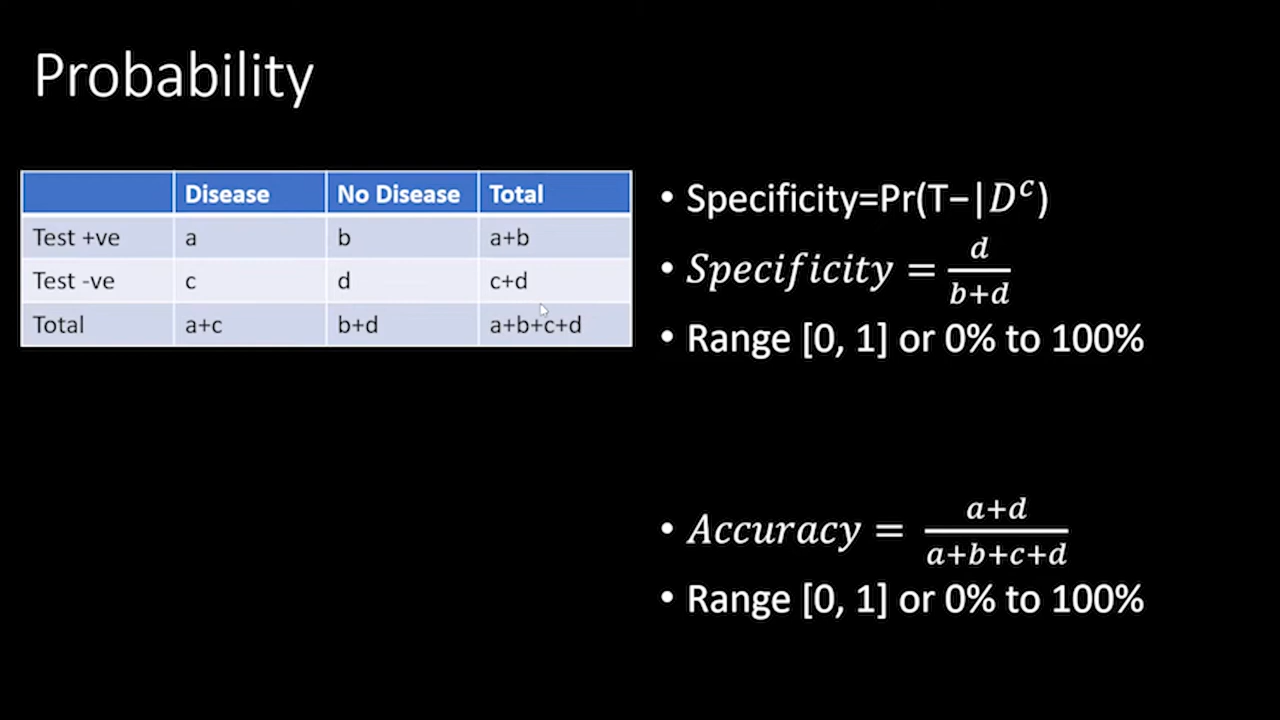 Probability
Disease No Disease Total
Test +ve a b a+b
Test -ve c d c+d
Total a+c b+d a+b+c+d
• Specificity=Pr(T−|Dᶜ)
• Specificity = d/(b+d)
• Range [0, 1] or 0% to 100%
• Accuracy = (a+d)/(a+b+c+d)
• Range [0, 1] or 0% to 100%